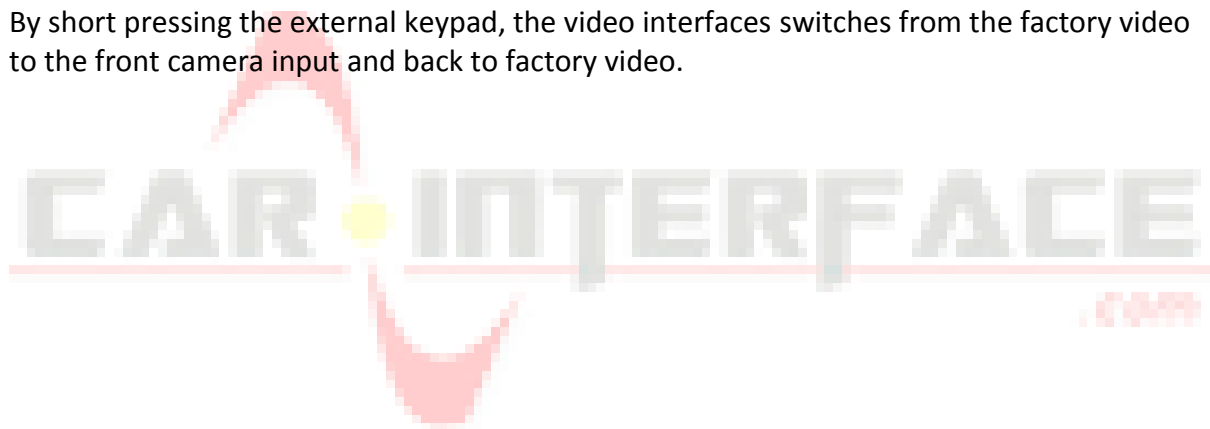 By short pressing the external keypad, the video interfaces switches from the factory video
to the front camera input and back to factory video.
CAR INTERFACE
.com